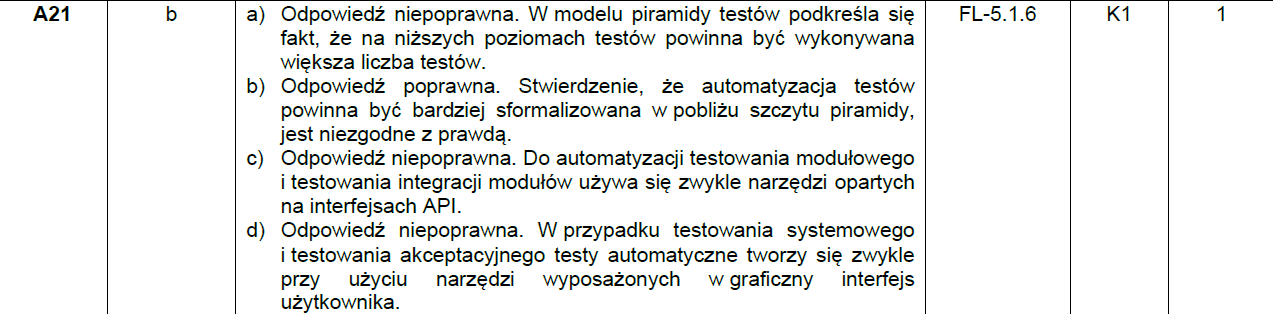 A21 b a) Odpowiedź niepoprawna. W modelu piramidy testów podkreśla się FL-5.1.6 K1 1
fakt, że na niższych poziomach testów powinna być wykonywana
większa liczba testów.
b) Odpowiedź poprawna. Stwierdzenie, że automatyzacja testów
powinna być bardziej sformalizowana w pobliżu szczytu piramidy,
jest niezgodne z prawdą.
c) Odpowiedź niepoprawna. Do automatyzacji testowania modułowego
i testowania integracji modułów używa się zwykle narzędzi opartych
na interfejsach API.
d) Odpowiedź niepoprawna. W przypadku testowania systemowego
i testowania akceptacyjnego testy automatyczne tworzy się zwykle
przy użyciu narzędzi wyposażonych w graficzny interfejs
użytkownika.